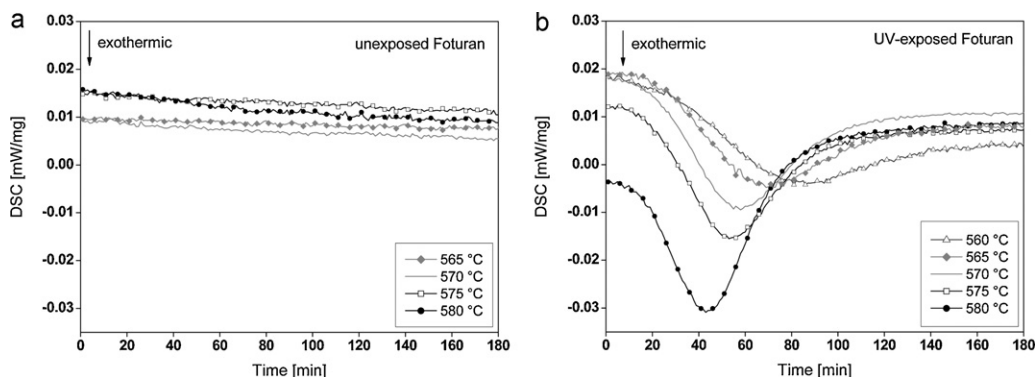 a
exothermic
unexposed Foturan
DSC [mW/mg]
0.03
0.02
0.01
0.00
-0.01
-0.02
-0.03
565 °C
570 °C
575 °C
580 °C
0 20 40 60 80 100 120 140 160 180
Time [min]
b
exothermic
UV-exposed Foturan
DSC [mW/mg]
0.03
0.02
0.01
0.00
-0.01
-0.02
-0.03
560 °C
565 °C
570 °C
575 °C
580 °C
0 20 40 60 80 100 120 140 160 180
Time [min]